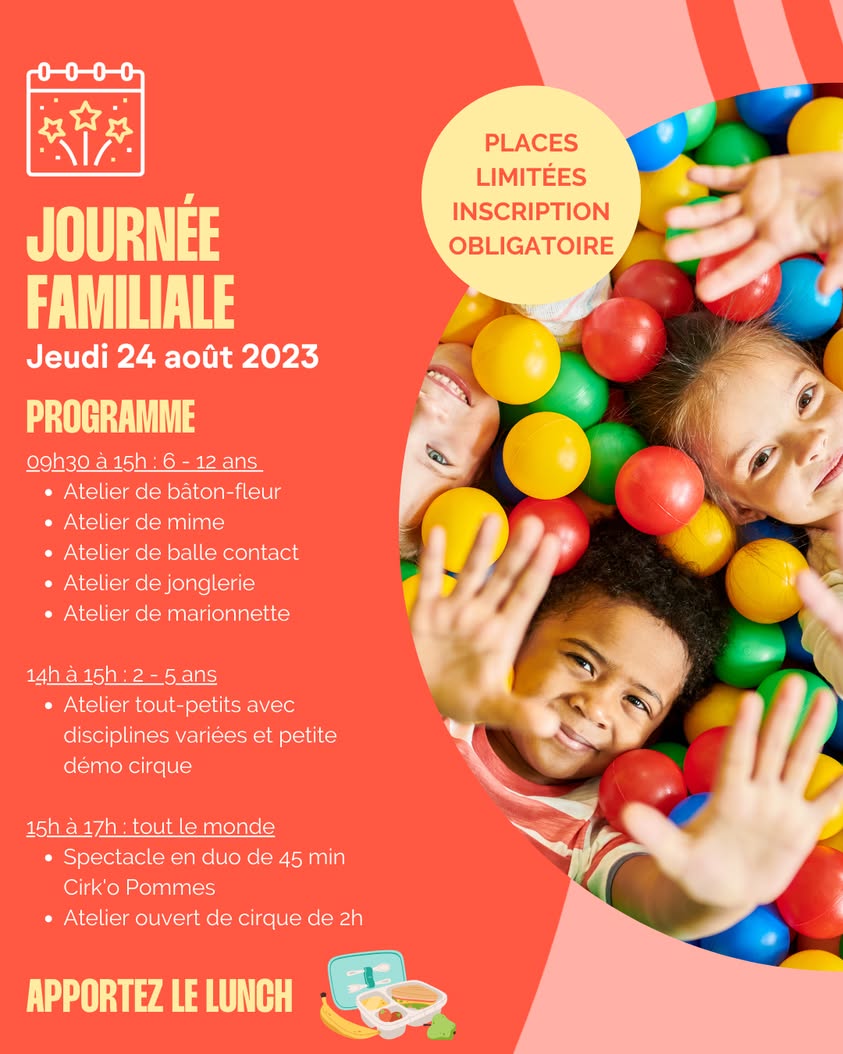 PLACES
LIMITÉES
INSCRIPTION
OBLIGATOIRE
JOURNÉE
FAMILIALE
Jeudi 24 août 2023
PROGRAMME
09h30 à 15h : 6 - 12 ans
• Atelier de bâton-fleur
• Atelier de mime
• Atelier de balle contact
• Atelier de jonglerie
• Atelier de marionnette
14h à 15h : 2 - 5 ans
• Atelier tout-petits avec
disciplines variées et petite
démo cirque
15h à 17h : tout le monde
• Spectacle en duo de 45 min
Cirk'o Pommes
• Atelier ouvert de cirque de 2h
APPORTEZ LE LUNCH